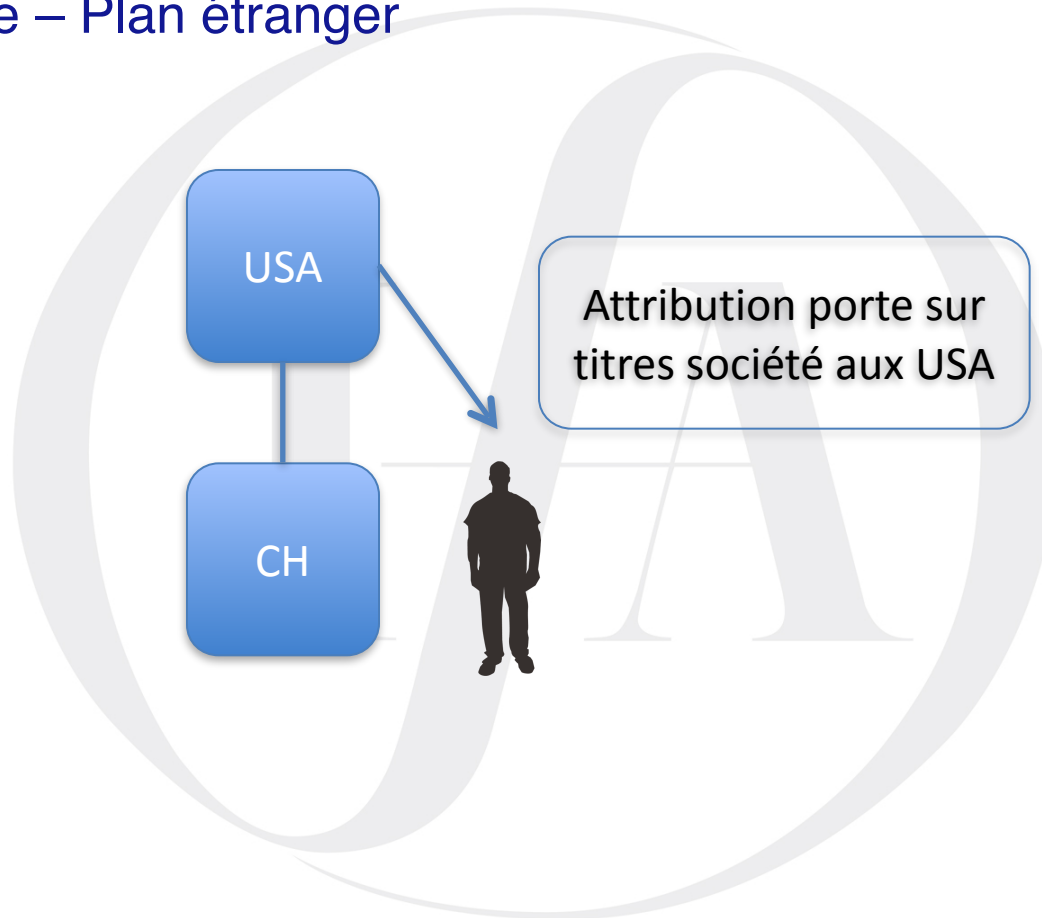 e – Plan étranger
USA
Attribution porte sur
titres société aux USA
CH